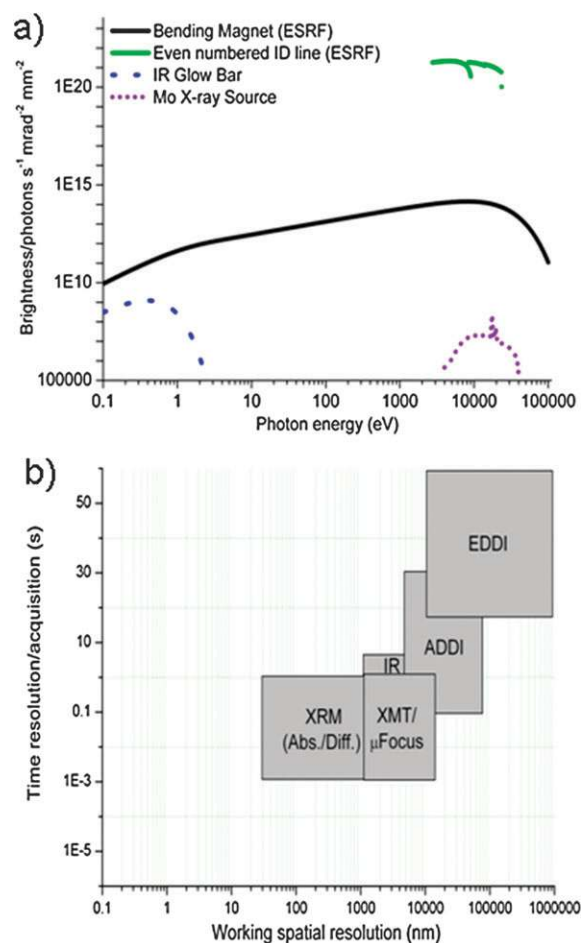 a)
Bending Magnet (ESRF)
Even numbered ID line (ESRF)
IR Glow Bar
Mo X-ray Source
Brightness/photons s⁻¹ mrad⁻² mm⁻²
1E20
1E15
1E10
100000
0.1 1 10 100 1000 10000 100000
Photon energy (eV)
b)
Time resolution/acquisition (s)
50
30
10
0.1
1E-3
1E-5
EDDI
ADDI
IR
XRM
(Abs./Diff.)
XMT/
μFocus
0.1 1 10 100 1000 10000 100000 1000000
Working spatial resolution (nm)